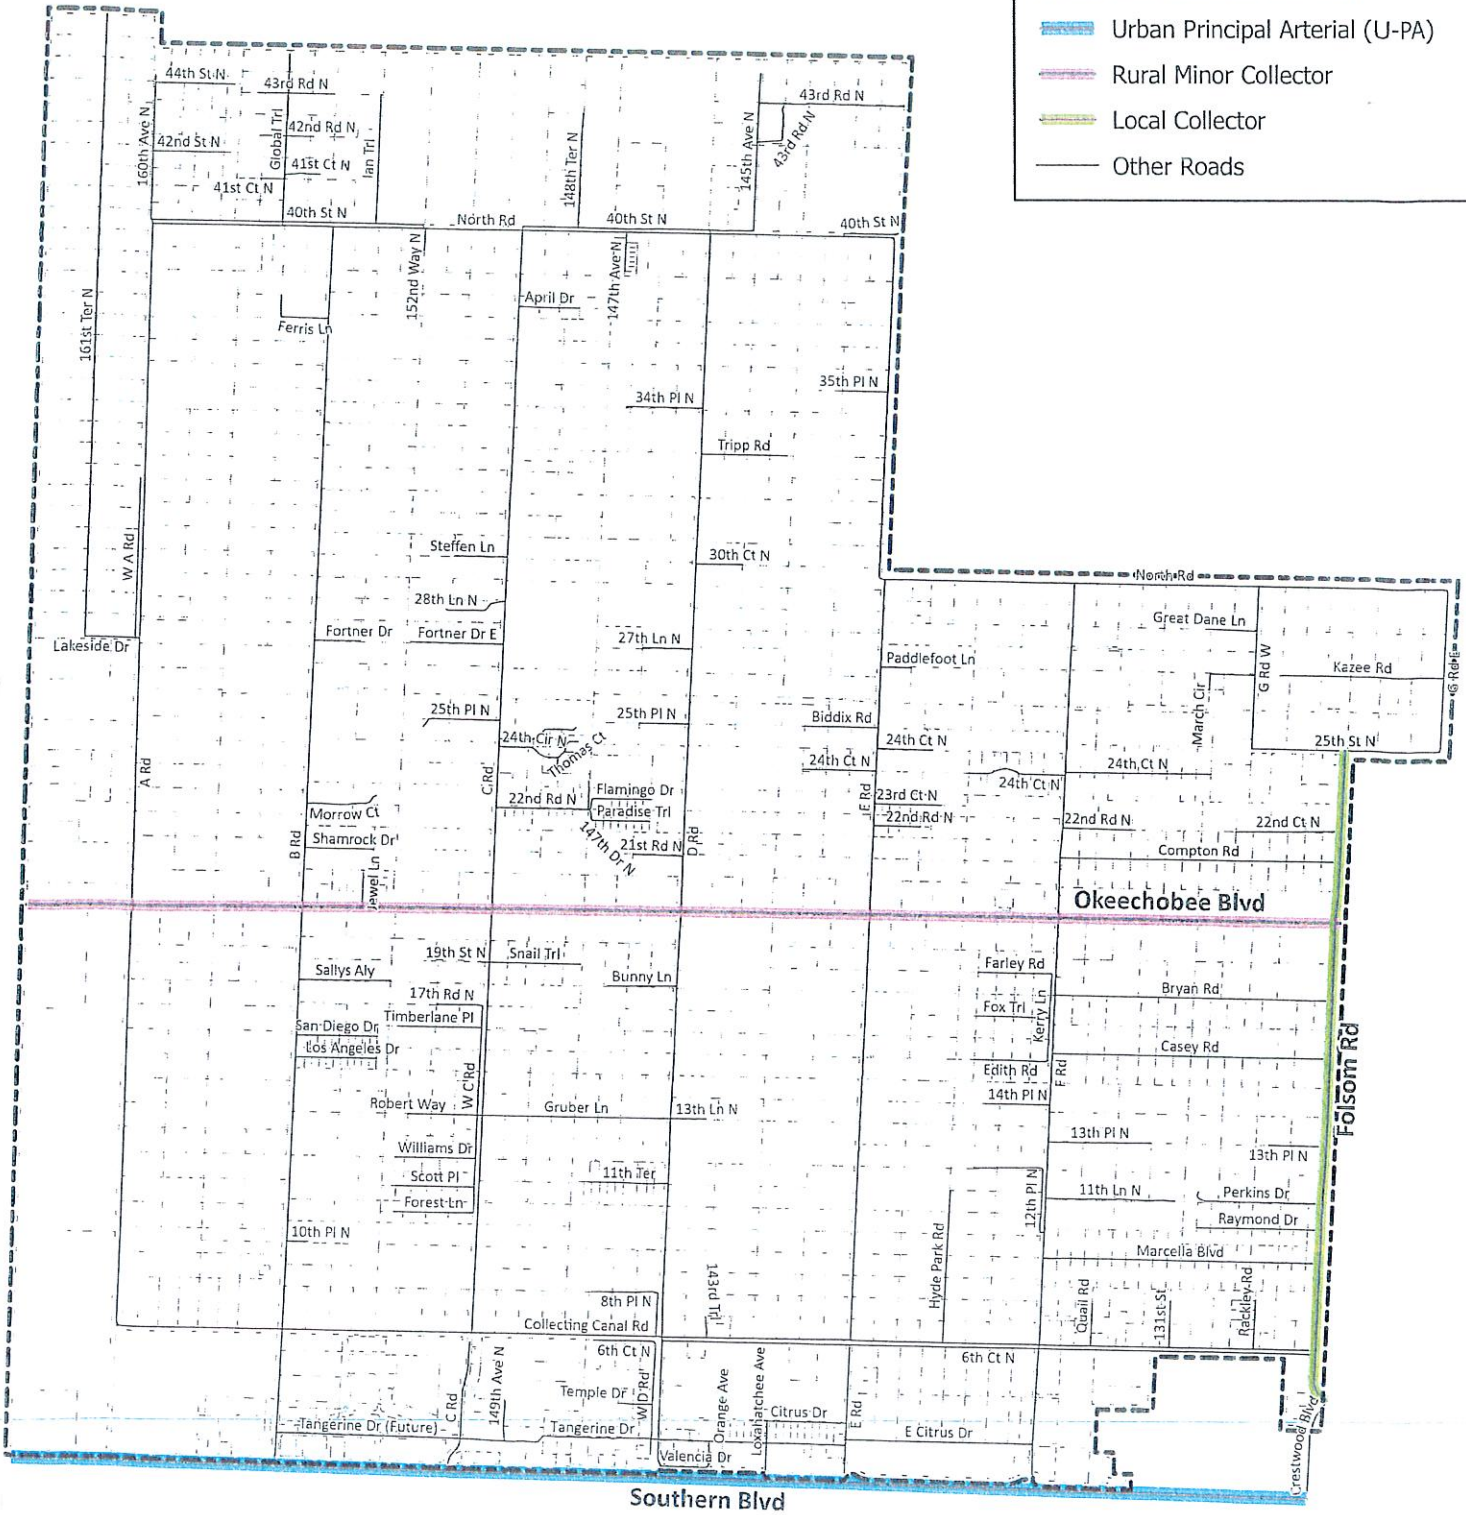 Urban Principal Arterial (U-PA)
Rural Minor Collector
Local Collector
Other Roads
44th St N
43rd Rd N
43rd Rd N
160th Ave N
Global Trl
42nd Rd N
Ian Trl
42nd St N
41st Ct N
41st Ct N
148th Ter N
145th Ave N
43rd Rd N
40th St N
North Rd
40th St N
40th St N
161st Ter N
152nd Way N
147th Ave N
April Dr
Ferris Ln
35th Pl N
34th Pl N
Tripp Rd
W A Rd
Steffen Ln
30th Ct N
North Rd
28th Ln N
Great Dane Ln
Fortner Dr
Fortner Dr E
27th Ln N
Lakeside Dr
Paddlefoot Ln
G Rd W
Kazee Rd
G Rd E
March Cir
25th Pl N
25th Pl N
Biddix Rd
24th Cir N
Thomas Ct
24th Ct N
25th St N
A Rd
C Rd
24th Ct N
24th Ct N
24th Ct N
Flamingo Dr
22nd Rd N
Paradise Trl
E Rd
23rd Ct N
22nd Rd N
22nd Rd N
22nd Ct N
Morrow Ct
Shamrock Dr
B Rd
147th Dr N
21st Rd N
D Rd
Compton Rd
Jewel Ln
Okeechobee Blvd
19th St N
Snail Trl
Sallys Aly
Bunny Ln
Farley Rd
17th Rd N
Timberlane Pl
Fox Trl
Kerry Ln
Bryan Rd
San Diego Dr
Los Angeles Dr
Casey Rd
Folsom Rd
W C Rd
Edith Rd
F Rd
14th Pl N
Robert Way
Gruber Ln
13th Ln N
13th Pl N
13th Pl N
Williams Dr
Scott Pl
11th Ter
Forest Ln
12th Pl N
11th Ln N
Perkins Dr
Raymond Dr
10th Pl N
Hyde Park Rd
Marcella Blvd
143rd Trl
Quail Rd
131st St
Rackley Rd
8th Pl N
Collecting Canal Rd
6th Ct N
6th Ct N
149th Ave N
Temple Dr
W D Rd
Orange Ave
Loxahatchee Ave
C Rd
Citrus Dr
E Rd
Tangerine Dr (Future)
Tangerine Dr
E Citrus Dr
Valencia Dr
Crestwood Blvd
Southern Blvd